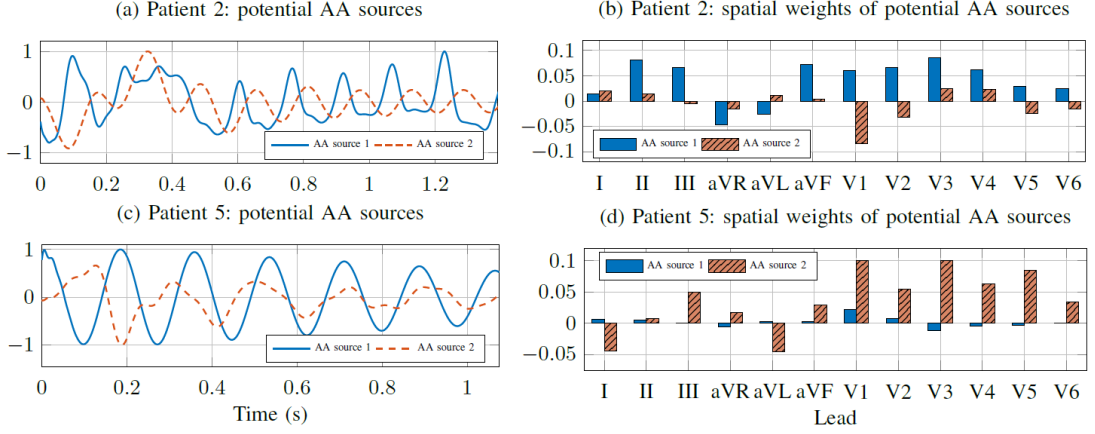 (a) Patient 2: potential AA sources
1
0
−1
AA source 1 AA source 2
0 0.2 0.4 0.6 0.8 1 1.2
(b) Patient 2: spatial weights of potential AA sources
0.1
0.05
0
−0.05
−0.1
AA source 1 AA source 2
I II III aVR aVL aVF V1 V2 V3 V4 V5 V6
(c) Patient 5: potential AA sources
1
0
−1
AA source 1 AA source 2
0 0.2 0.4 0.6 0.8 1
Time (s)
(d) Patient 5: spatial weights of potential AA sources
AA source 1 AA source 2
0.1
0.05
0
−0.05
I II III aVR aVL aVF V1 V2 V3 V4 V5 V6
Lead